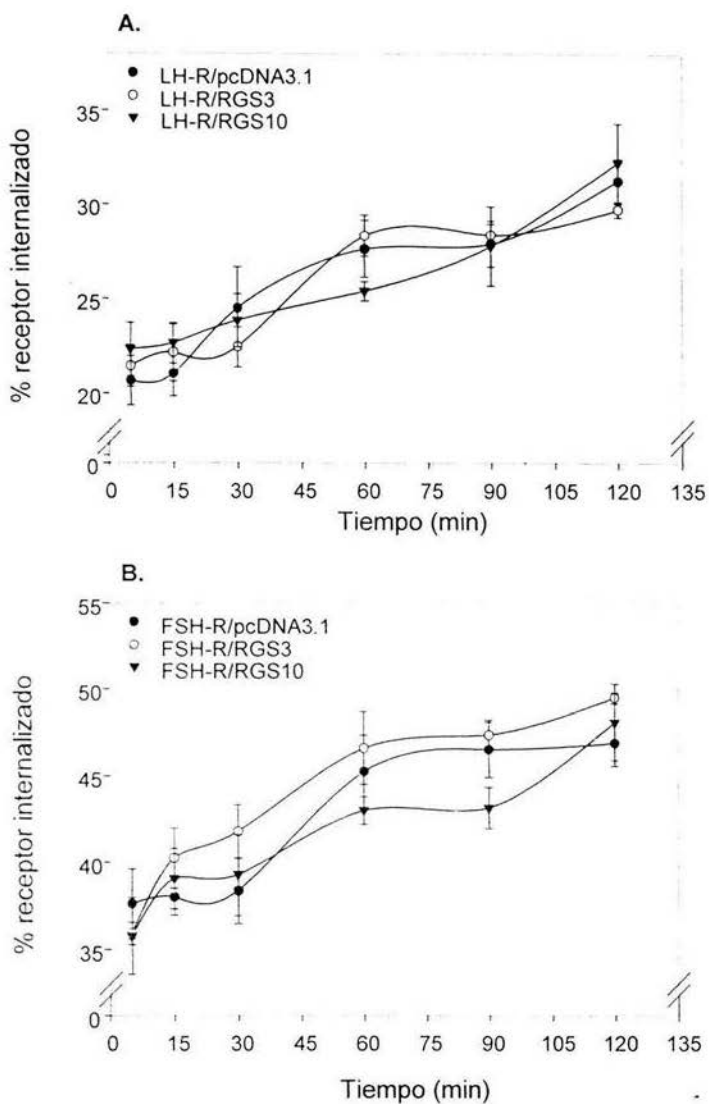 A.
LH-R/pcDNA3.1
LH-R/RGS3
LH-R/RGS10
% receptor internalizado
35
30
25
20
0
0 15 30 45 60 75 90 105 120 135
Tiempo (min)
B.
FSH-R/pcDNA3.1
FSH-R/RGS3
FSH-R/RGS10
% receptor internalizado
55
50
45
40
35
0
0 15 30 45 60 75 90 105 120 135
Tiempo (min)